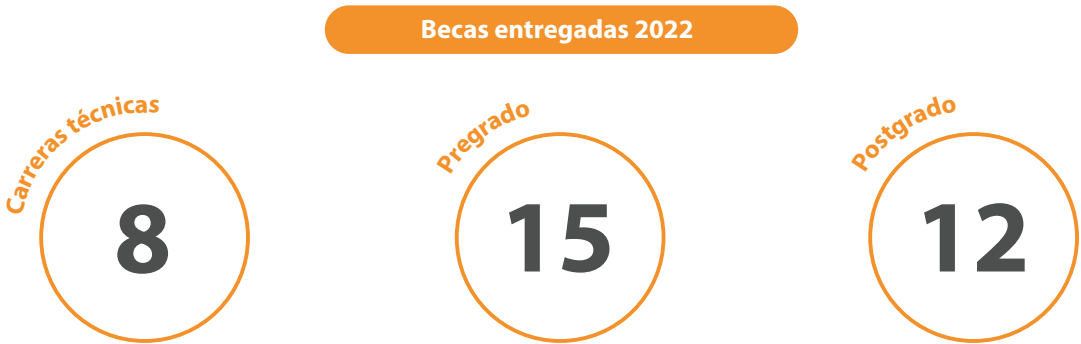 Becas entregadas 2022
Carreras técnicas
8
Pregrado
15
Postgrado
12